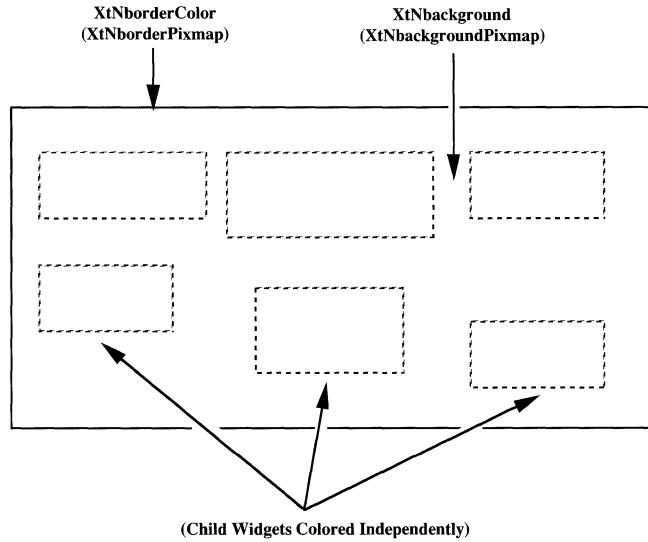 XtNborderColor
(XtNborderPixmap)
XtNbackground
(XtNbackgroundPixmap)
(Child Widgets Colored Independently)